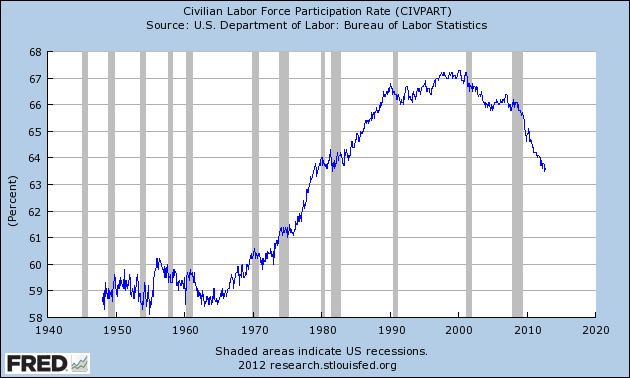 Civilian Labor Force Participation Rate (CIVPART)
Source: U.S. Department of Labor: Bureau of Labor Statistics
68
67
66
65
64
63
62
61
60
59
58
(Percent)
1940 1950 1960 1970 1980 1990 2000 2010 2020
Shaded areas indicate US recessions.
2012 research.stlouisfed.org
FRED